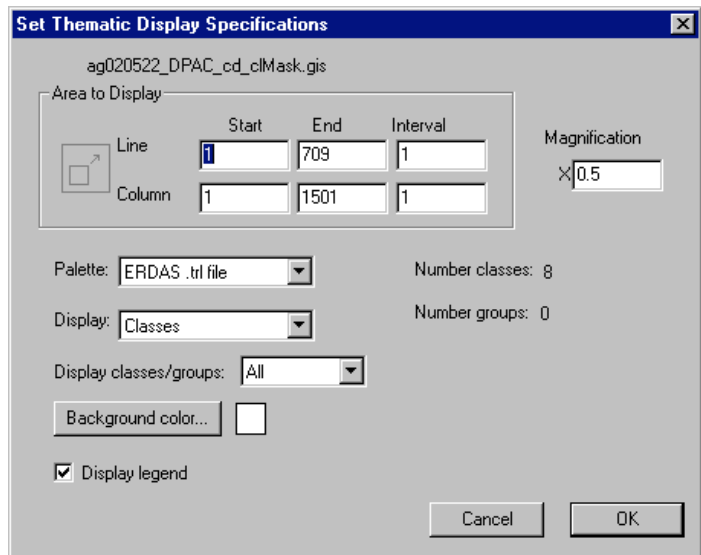 Set Thematic Display Specifications
ag020522_DPAC_cd_clMask.gis
Area to Display
Start End Interval
Line 1 709 1
Column 1 1501 1
Magnification
X 0.5
Palette: ERDAS .trl file
Number classes: 8
Display: Classes
Number groups: 0
Display classes/groups: All
Background color...
Display legend
Cancel OK